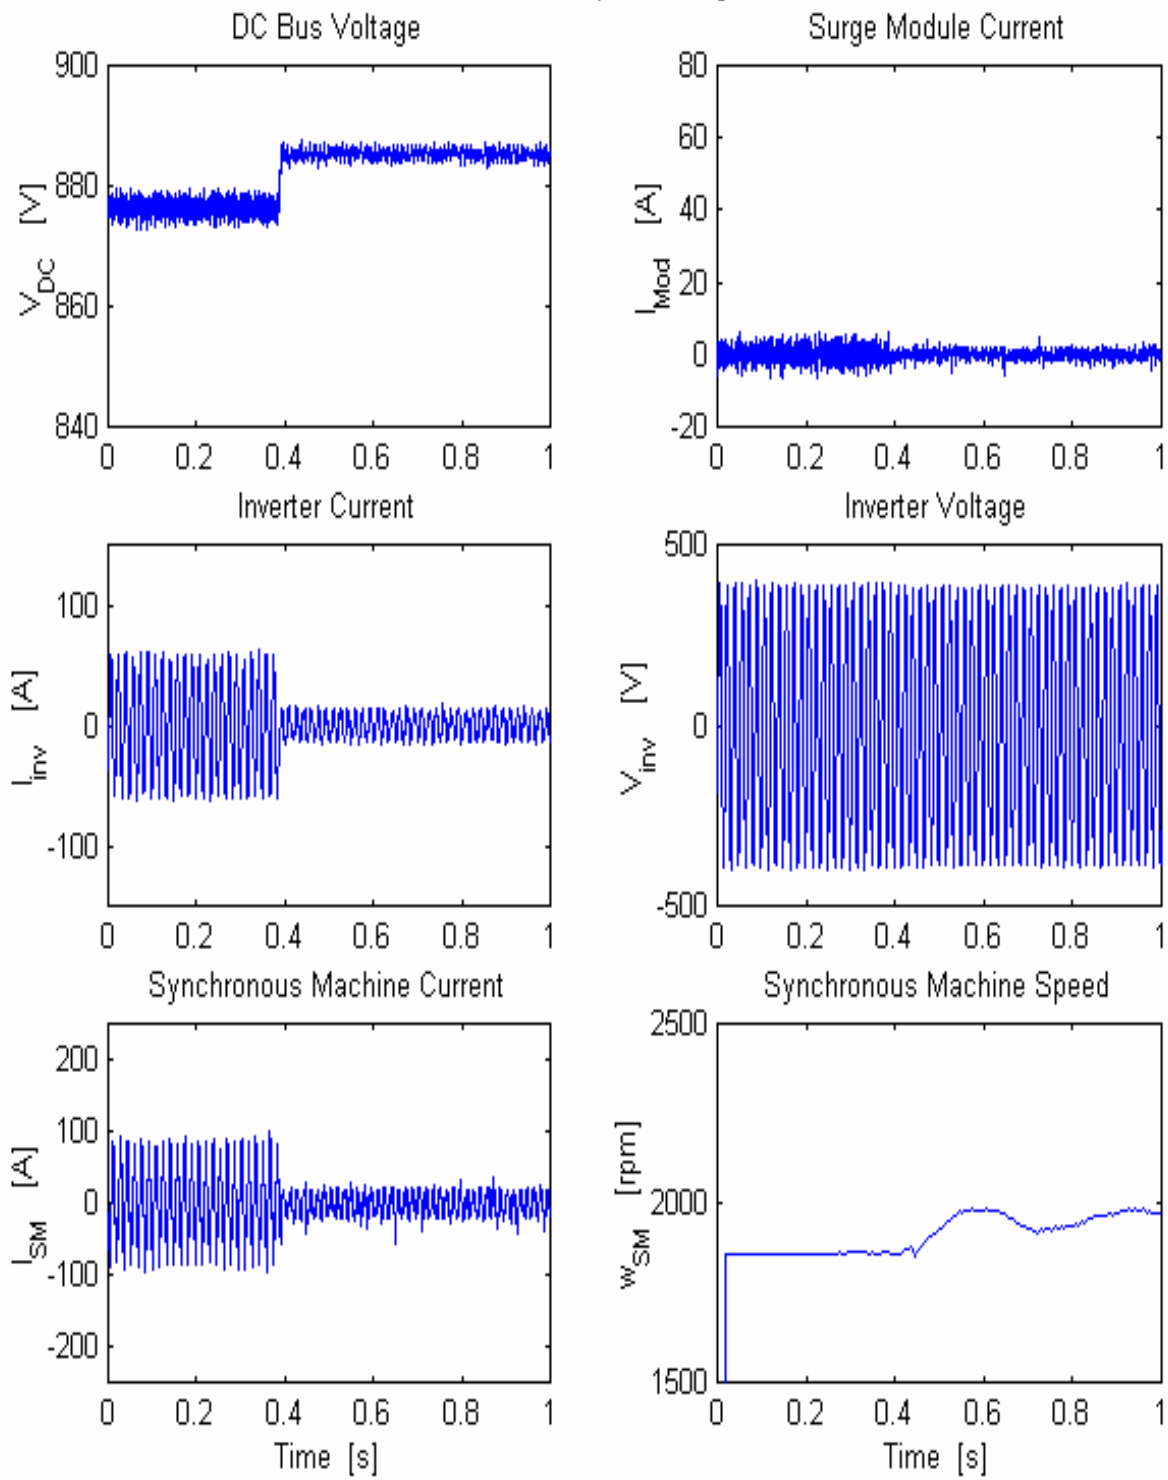 DC Bus Voltage
900
880
860
840
V_DC [V]
0 0.2 0.4 0.6 0.8 1
Surge Module Current
80
60
40
20
0
-20
I_Mod [A]
0 0.2 0.4 0.6 0.8 1
Inverter Current
100
0
-100
I_inv [A]
0 0.2 0.4 0.6 0.8 1
Inverter Voltage
500
0
-500
V_inv [V]
0 0.2 0.4 0.6 0.8 1
Synchronous Machine Current
200
100
0
-100
-200
I_SM [A]
0 0.2 0.4 0.6 0.8 1
Time [s]
Synchronous Machine Speed
2500
2000
1500
w_SM [rpm]
0 0.2 0.4 0.6 0.8 1
Time [s]